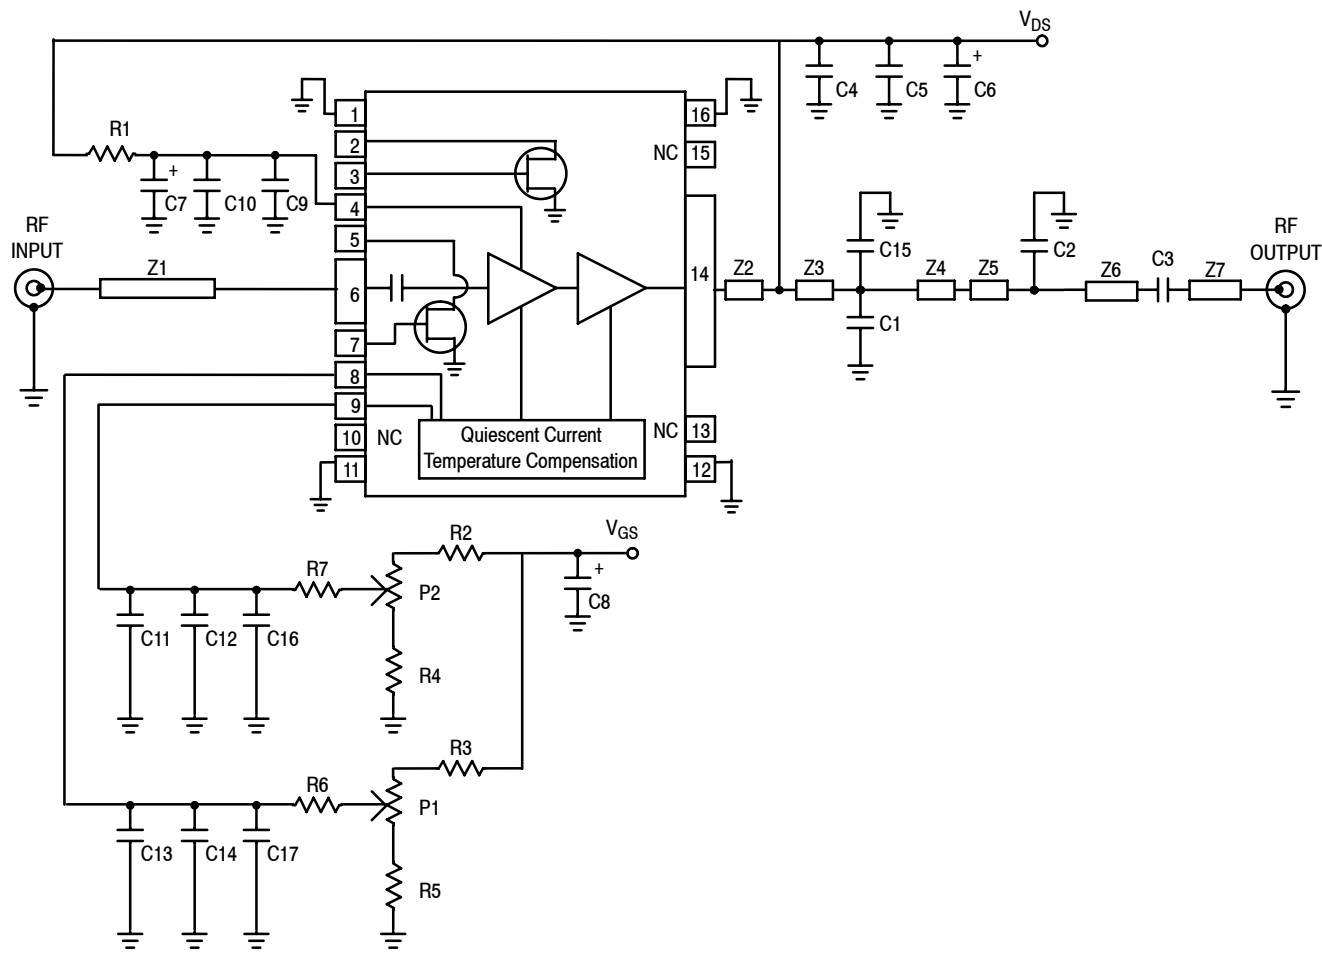 V_DS
C4
C5
C6
+
R1
+
C7
C10
C9
1
2
3
4
5
6
7
8
9
10
NC
11
16
NC
15
14
NC
13
12
RF
INPUT
Z1
Quiescent Current
Temperature Compensation
Z2
Z3
C15
C1
Z4
Z5
C2
Z6
C3
Z7
RF
OUTPUT
V_GS
R2
+
C8
R7
P2
C11
C12
C16
R4
R3
R6
P1
C13
C14
C17
R5